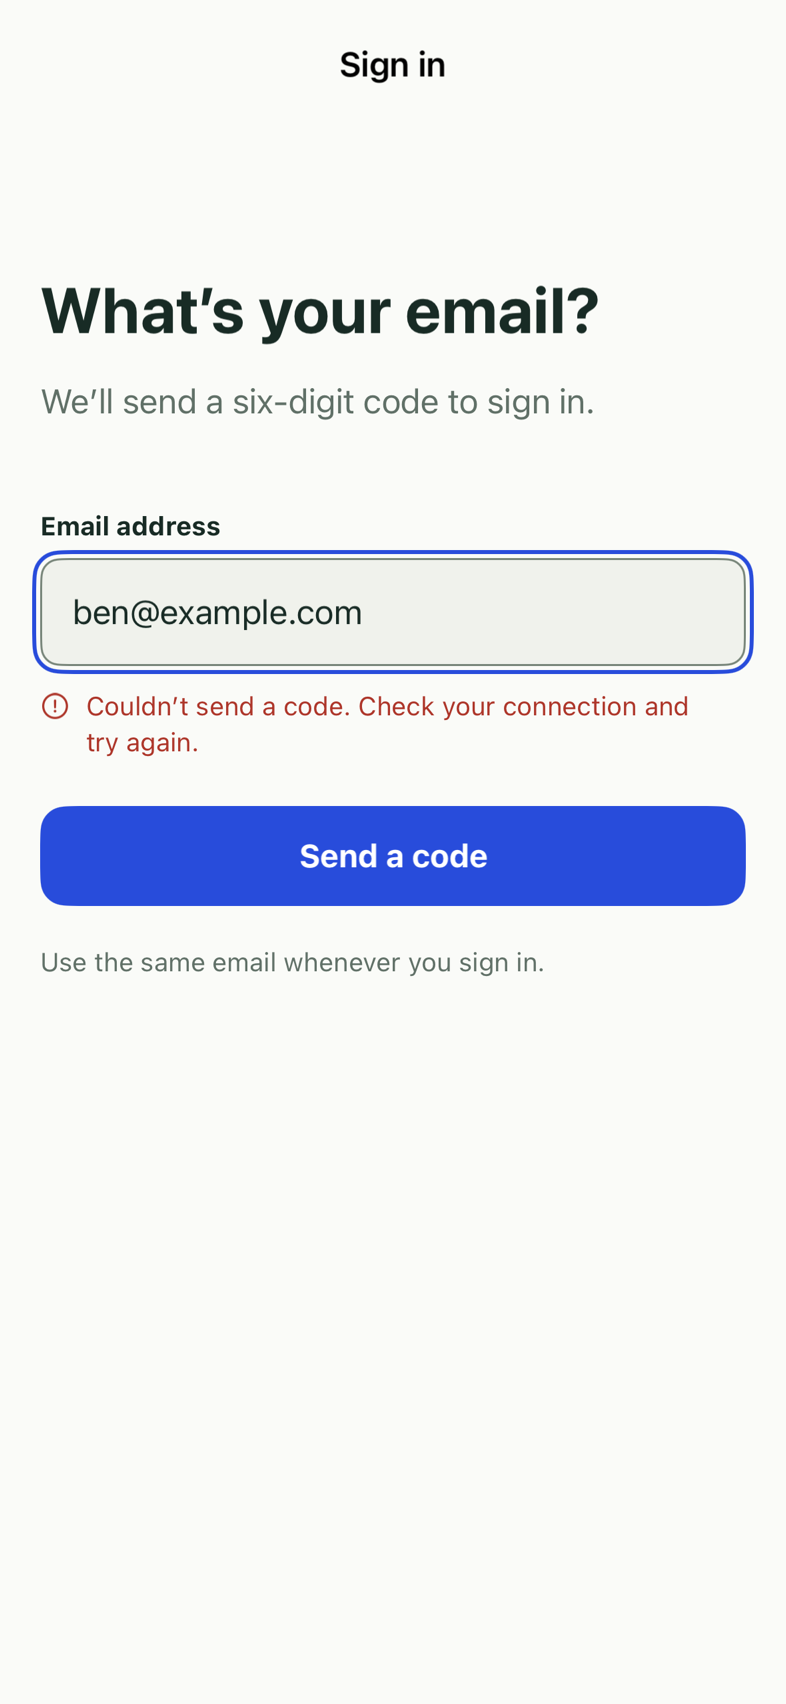 Sign in
What’s your email?
We’ll send a six-digit code to sign in.
Email address
ben@example.com
Couldn’t send a code. Check your connection and
try again.
Send a code
Use the same email whenever you sign in.